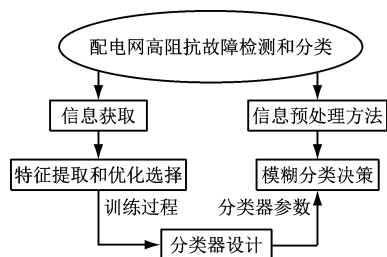 配电网高阻抗故障检测和分类
信息获取
信息预处理方法
特征提取和优化选择
模糊分类决策
训练过程
分类器参数
分类器设计